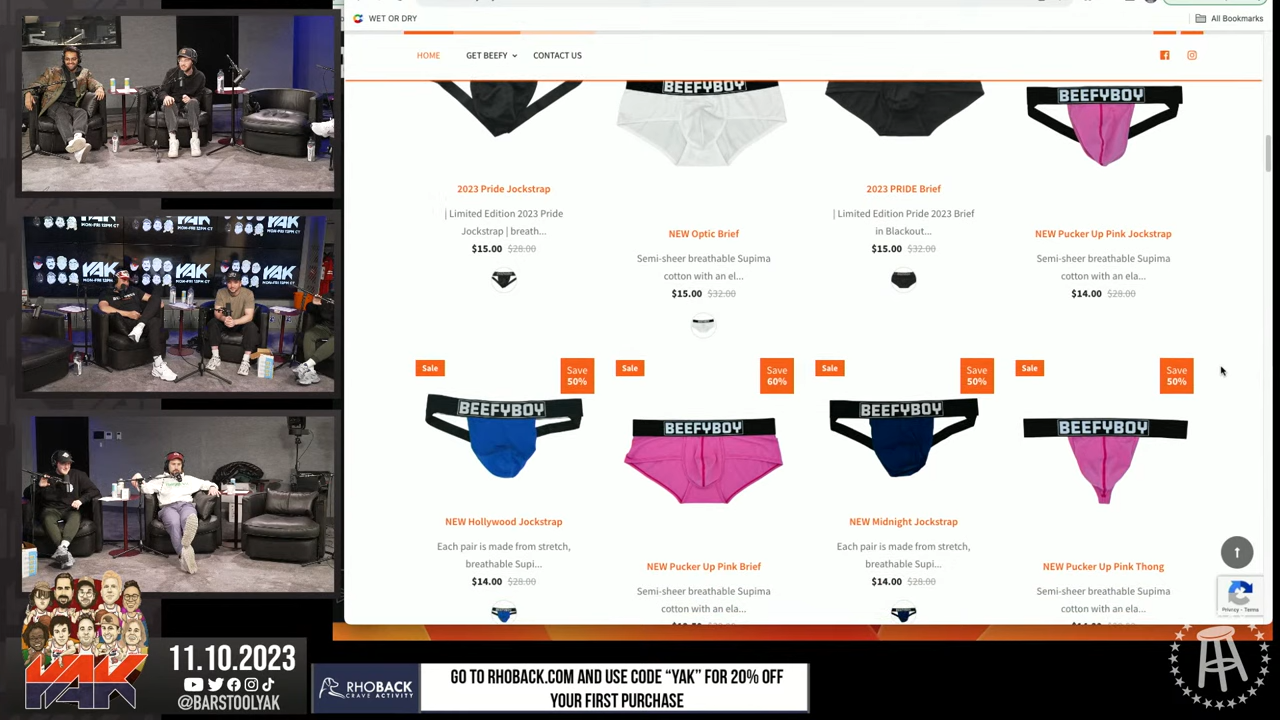 WET OR DRY
All Bookmarks
HOME
GET BEEFY
CONTACT US
BEEFYBOY
BEEFYBOY
2023 Pride Jockstrap
| Limited Edition 2023 Pride
Jockstrap | breath...
$15.00 $28.00
NEW Optic Brief
Semi-sheer breathable Supima
cotton with an el...
$15.00 $32.00
2023 PRIDE Brief
| Limited Edition Pride 2023 Brief
in Blackout...
$15.00 $32.00
NEW Pucker Up Pink Jockstrap
Semi-sheer breathable Supima
cotton with an ela...
$14.00 $28.00
Sale
Save
50%
Sale
Save
60%
Sale
Save
50%
Sale
Save
50%
BEEFYBOY
BEEFYBOY
BEEFYBOY
BEEFYBOY
NEW Hollywood Jockstrap
Each pair is made from stretch,
breathable Supi...
$14.00 $28.00
NEW Pucker Up Pink Brief
Semi-sheer breathable Supima
cotton with an ela...
NEW Midnight Jockstrap
Each pair is made from stretch,
breathable Supi...
$14.00 $28.00
NEW Pucker Up Pink Thong
Semi-sheer breathable Supima
cotton with an ela...
Privacy - Terms
YAK
MON-FRI 12PM CT
YAK
YAK
YAK
11.10.2023
@BARSTOOLYAK
RHOBACK
CRAVE ACTIVITY
GO TO RHOBACK.COM AND USE CODE “YAK” FOR 20% OFF
YOUR FIRST PURCHASE